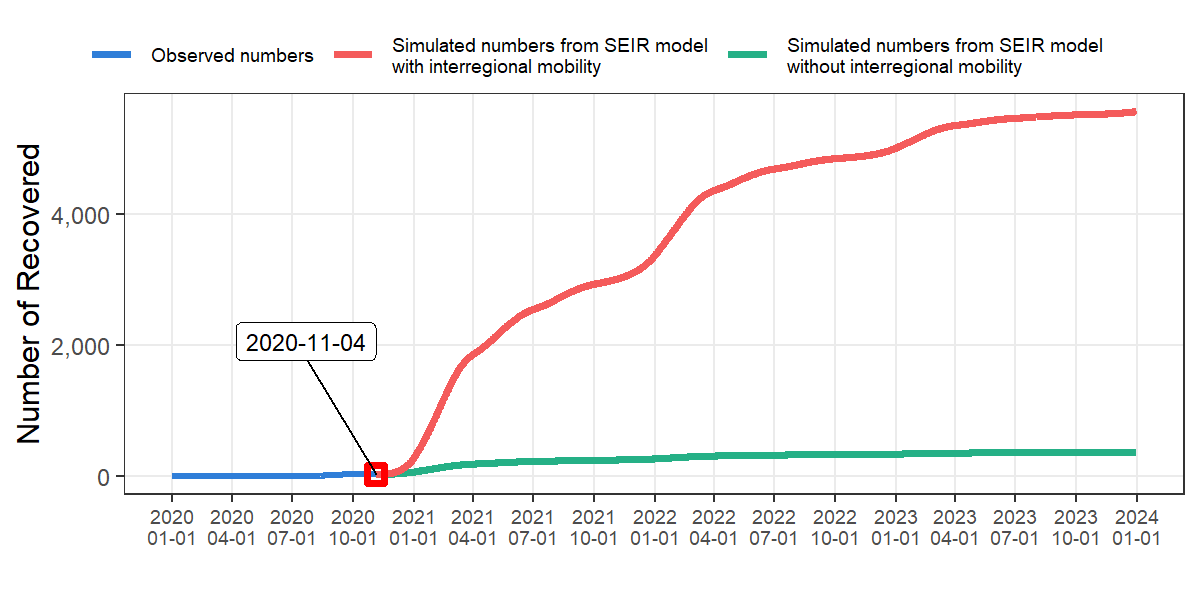 Observed numbers
Simulated numbers from SEIR model
with interregional mobility
Simulated numbers from SEIR model
without interregional mobility
Number of Recovered
4,000
2,000
0
2020-11-04
2020 2020 2020 2020 2021 2021 2021 2021 2022 2022 2022 2022 2023 2023 2023 2023 2024
01-01 04-01 07-01 10-01 01-01 04-01 07-01 10-01 01-01 04-01 07-01 10-01 01-01 04-01 07-01 10-01 01-01